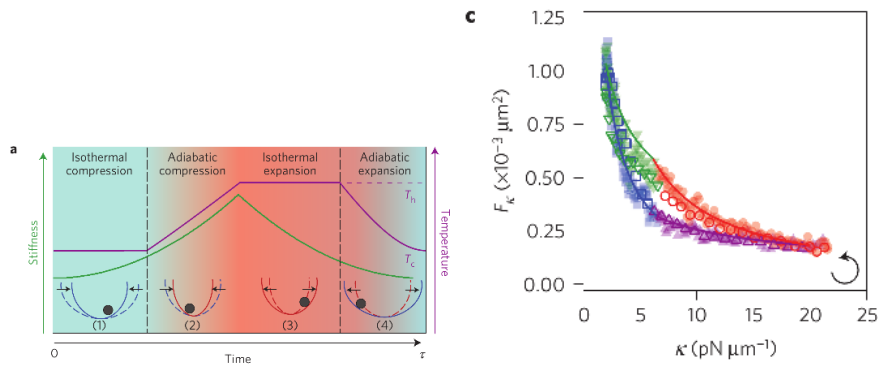 a
Isothermal compression
Adiabatic compression
Isothermal expansion
Adiabatic expansion
Stiffness
Temperature
T_h
T_c
(1)
(2)
(3)
(4)
0
Time
τ
c
F_κ (×10⁻³ μm²)
1.25
1.00
0.75
0.50
0.25
0.00
0
5
10
15
20
25
κ (pN μm⁻¹)